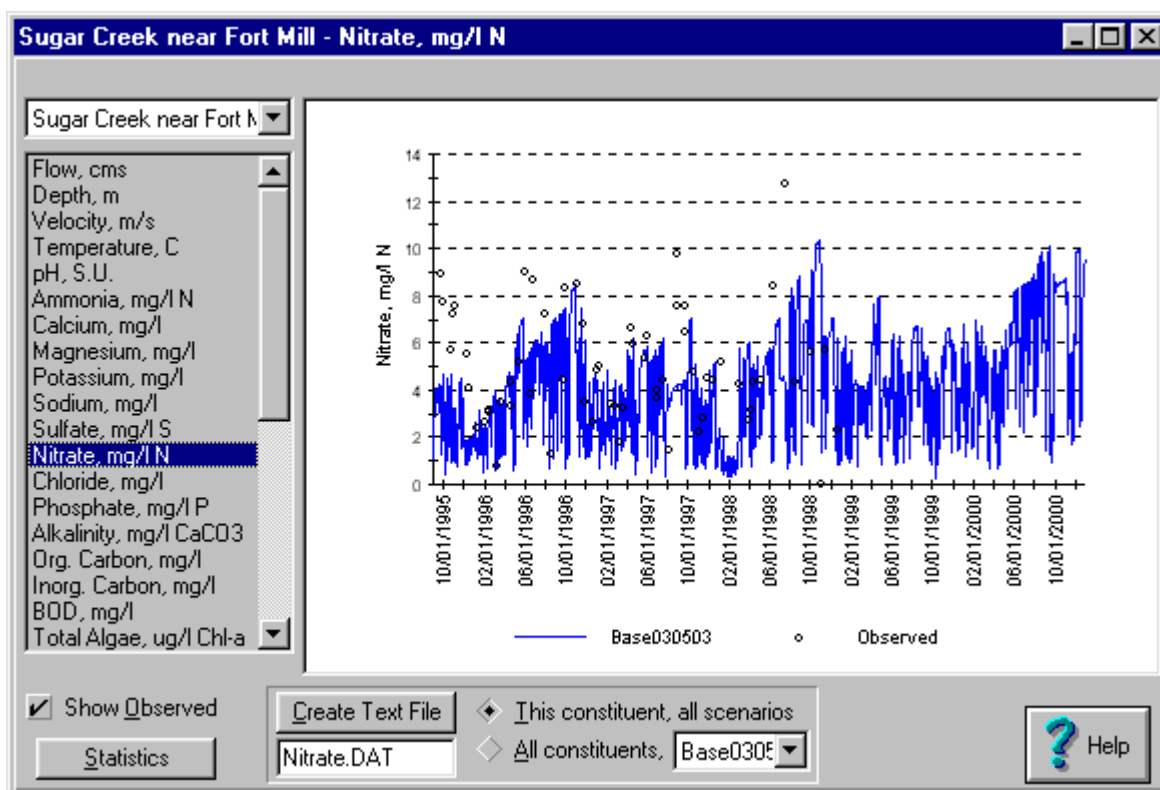 Sugar Creek near Fort Mill - Nitrate, mg/l N
Sugar Creek near Fort M
Flow, cms
Depth, m
Velocity, m/s
Temperature, C
pH, S.U.
Ammonia, mg/l N
Calcium, mg/l
Magnesium, mg/l
Potassium, mg/l
Sodium, mg/l
Sulfate, mg/l S
Nitrate, mg/l N
Chloride, mg/l
Phosphate, mg/l P
Alkalinity, mg/l CaCO3
Org. Carbon, mg/l
Inorg. Carbon, mg/l
BOD, mg/l
Total Algae, ug/l Chl-a
Nitrate, mg/l N
14
12
10
8
6
4
2
0
10/01/1995
02/01/1996
06/01/1996
10/01/1996
02/01/1997
06/01/1997
10/01/1997
02/01/1998
06/01/1998
10/01/1998
02/01/1999
06/01/1999
10/01/1999
02/01/2000
06/01/2000
10/01/2000
Base030503
Observed
Show Observed
Statistics
Create Text File
Nitrate.DAT
This constituent, all scenarios
All constituents,
Base0305
Help